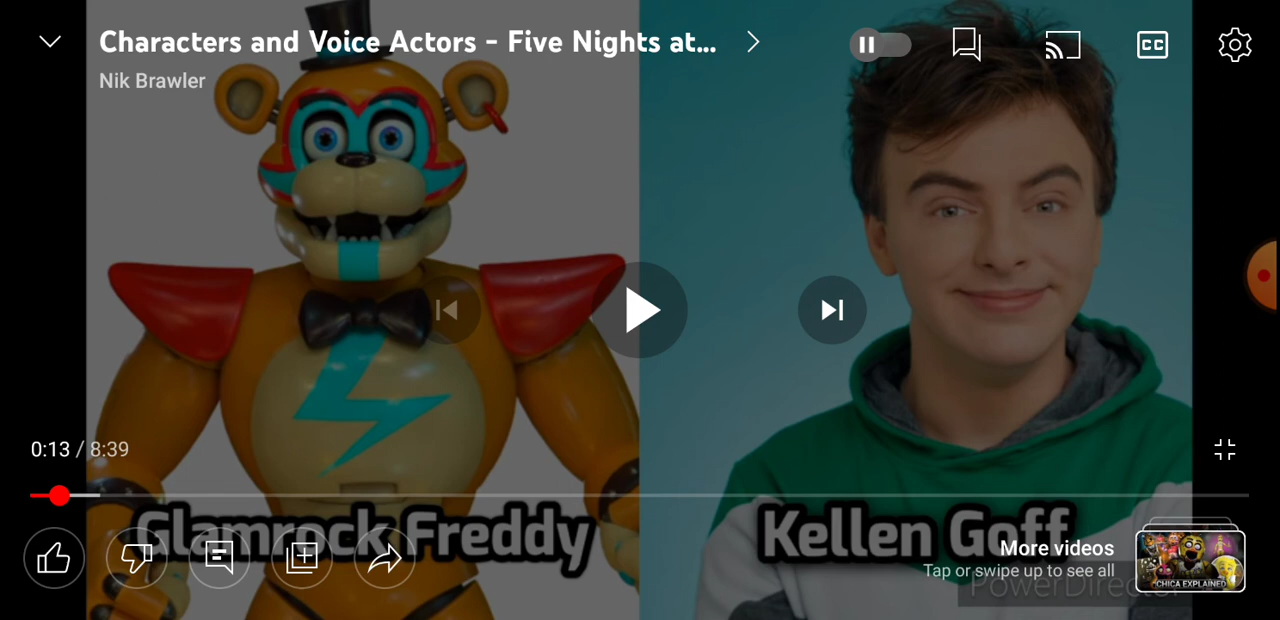 Characters and Voice Actors - Five Nights at...
Nik Brawler
CC
0:13 / 8:39
Glamrock Freddy
Kellen Goff
More videos
Tap or swipe up to see all
CHICA EXPLAINED
PowerDirector